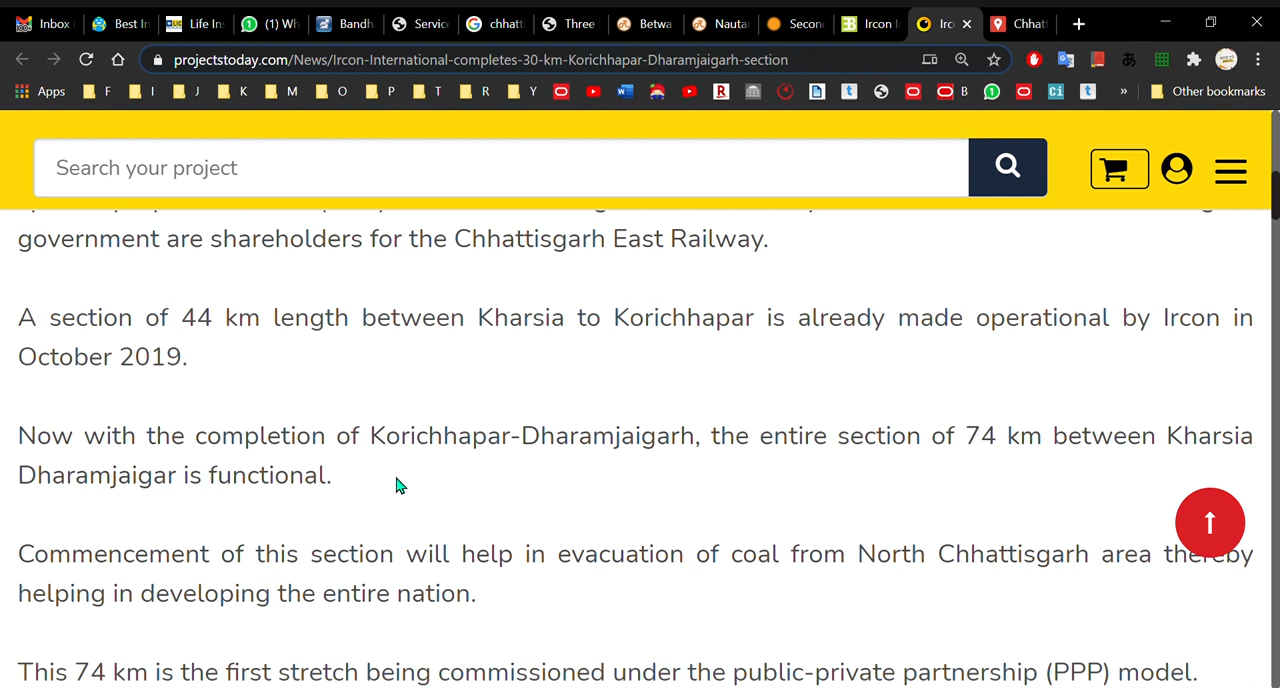 Inbox
Best In
Life Ins
(1) Wh
Bandh
Servic
chhatt
Three
Betwa
Nautan
Secon
Ircon I
Irc
Chhatt
projectstoday.com/News/Ircon-International-completes-30-km-Korichhapar-Dharamjaigarh-section
Apps F I J K M O P T R Y B » Other bookmarks
Search your project
government are shareholders for the Chhattisgarh East Railway.
A section of 44 km length between Kharsia to Korichhapar is already made operational by Ircon in
October 2019.
Now with the completion of Korichhapar-Dharamjaigarh, the entire section of 74 km between Kharsia
Dharamjaigar is functional.
Commencement of this section will help in evacuation of coal from North Chhattisgarh area thereby
helping in developing the entire nation.
This 74 km is the first stretch being commissioned under the public-private partnership (PPP) model.